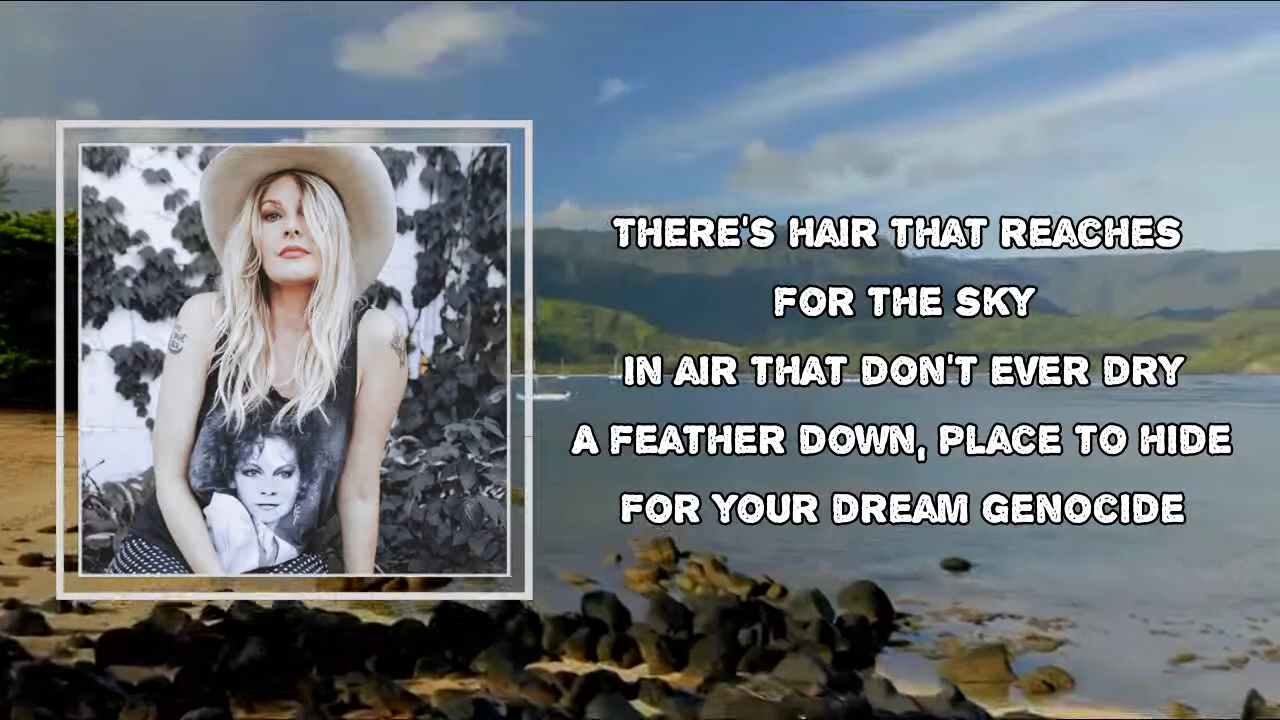 THERE'S HAIR THAT REACHES
FOR THE SKY
IN AIR THAT DON'T EVER DRY
A FEATHER DOWN, PLACE TO HIDE
FOR YOUR DREAM GENOCIDE